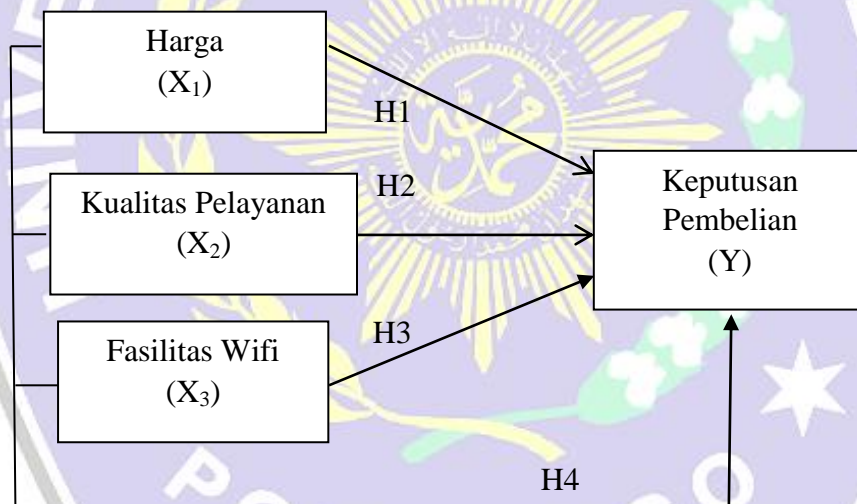 Harga
(X₁)
H1
Kualitas Pelayanan
(X₂)
H2
Keputusan
Pembelian
(Y)
Fasilitas Wifi
(X₃)
H3
H4